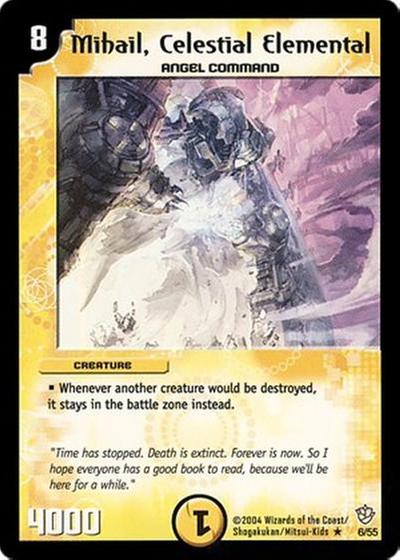 8 Mihail, Celestial Elemental
ANGEL COMMAND
CREATURE
▪ Whenever another creature would be destroyed,
it stays in the battle zone instead.
"Time has stopped. Death is extinct. Forever is now. So I
hope everyone has a good book to read, because we'll be
here for a while."
4000
1
©2004 Wizards of the Coast/
Shogakukan/Mitsui-Kids ★ 6/55